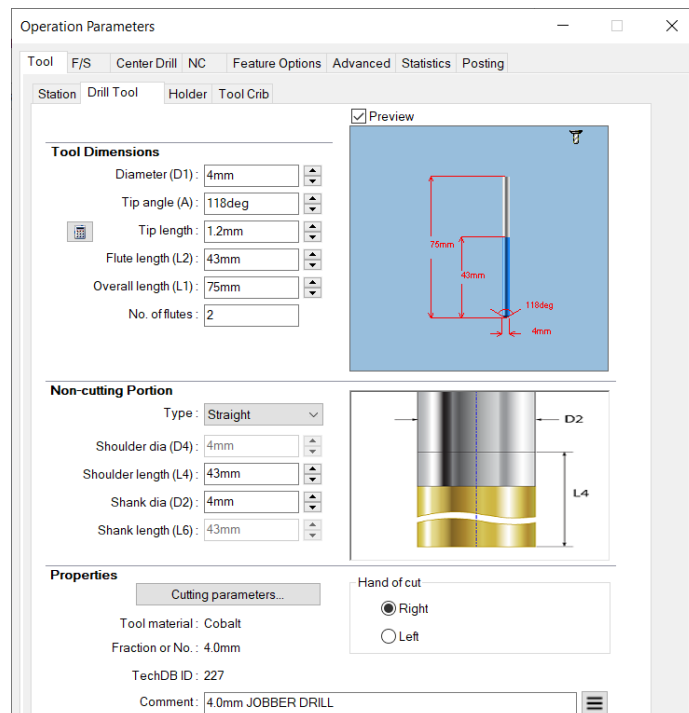 Operation Parameters
Tool F/S Center Drill NC Feature Options Advanced Statistics Posting
Station Drill Tool Holder Tool Crib
Preview
Tool Dimensions
Diameter (D1) : 4mm
Tip angle (A) : 118deg
Tip length : 1.2mm
Flute length (L2) : 43mm
Overall length (L1) : 75mm
No. of flutes : 2
75mm
43mm
118deg
4mm
Non-cutting Portion
Type : Straight
Shoulder dia (D4) : 4mm
Shoulder length (L4) : 43mm
Shank dia (D2) : 4mm
Shank length (L6) : 43mm
D2
L4
Properties
Cutting parameters...
Tool material : Cobalt
Fraction or No. : 4.0mm
TechDB ID : 227
Comment : 4.0mm JOBBER DRILL
Hand of cut
Right
Left